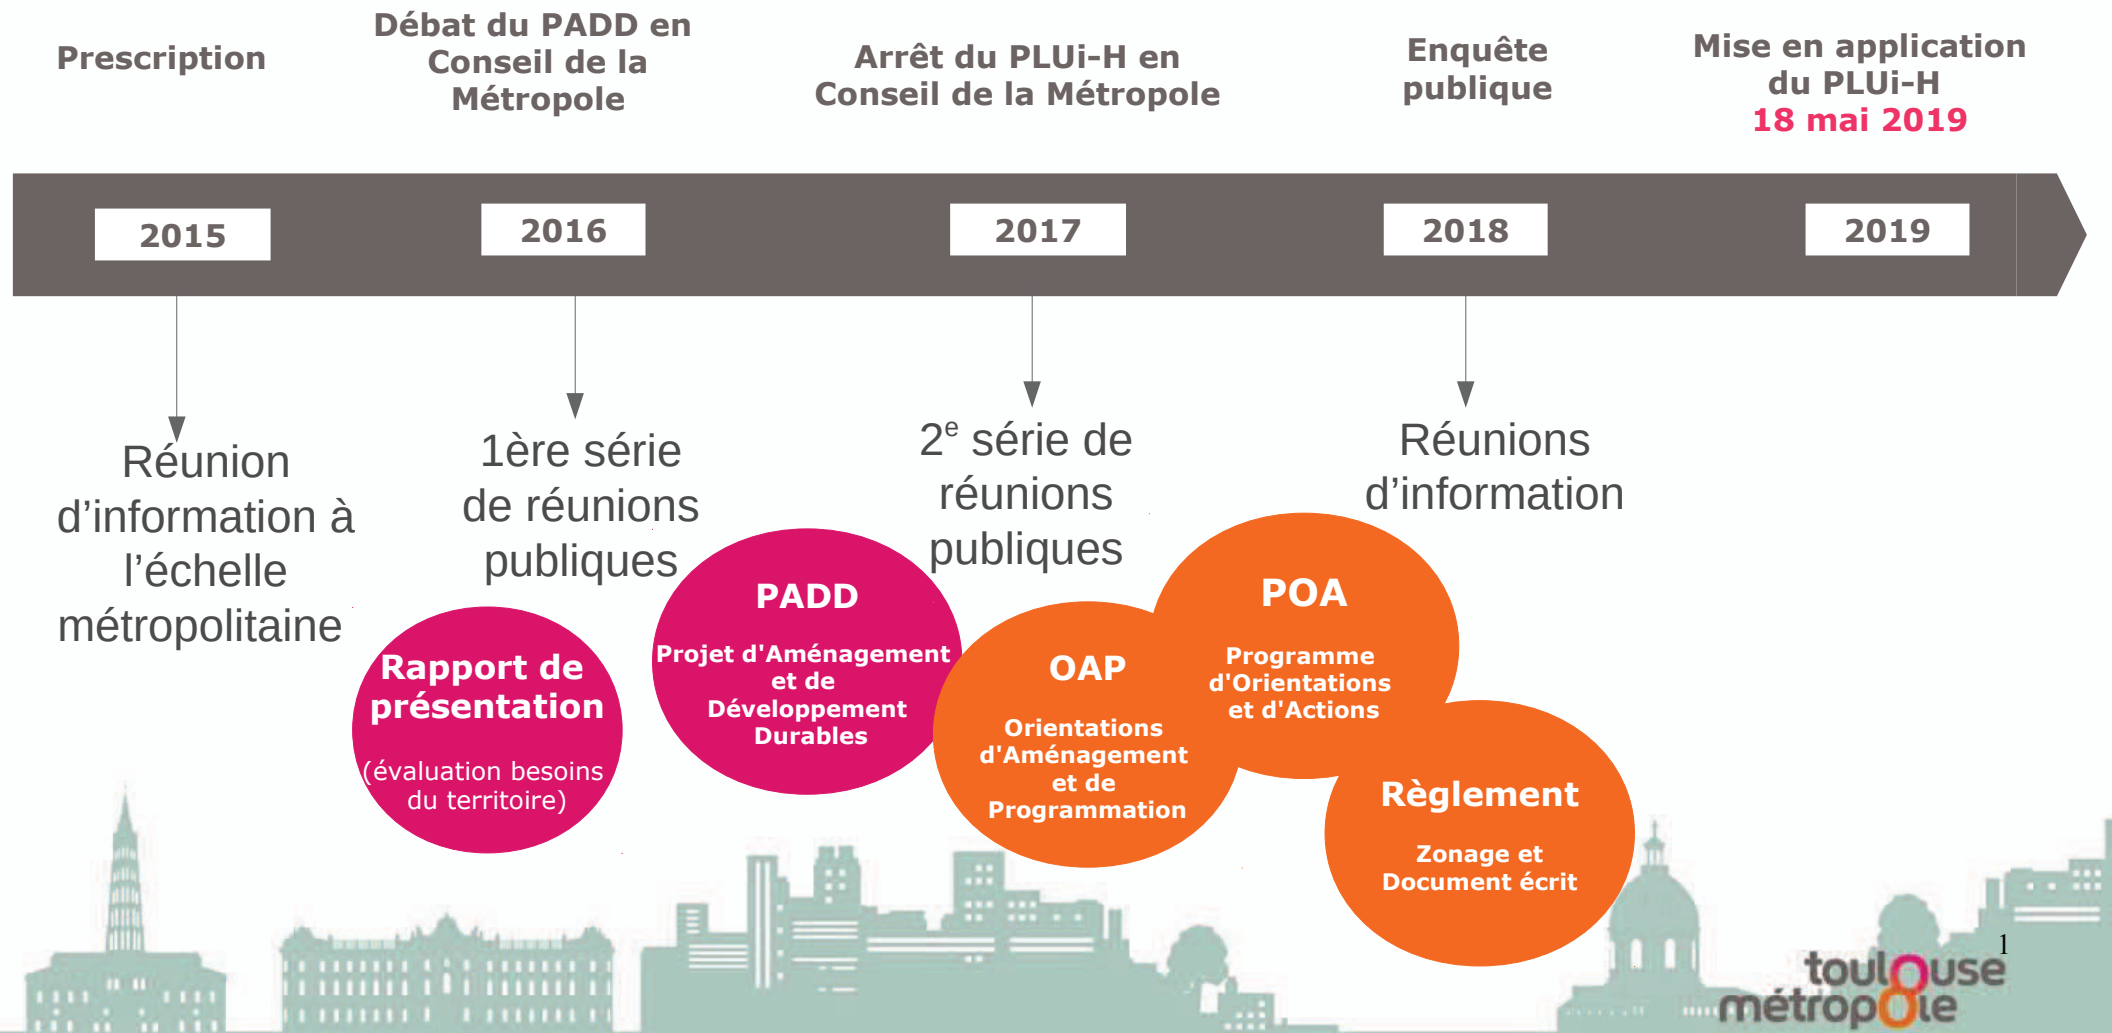 Prescription
Débat du PADD en
Conseil de la
Métropole
Arrêt du PLUi-H en
Conseil de la Métropole
Enquête
publique
Mise en application
du PLUi-H
18 mai 2019
2015
2016
2017
2018
2019
Réunion
d’information à
l’échelle
métropolitaine
1ère série
de réunions
publiques
2e série de
réunions
publiques
Réunions
d’information
Rapport de
présentation
(évaluation besoins
du territoire)
PADD
Projet d'Aménagement
et de
Développement
Durables
OAP
Orientations
d'Aménagement
et de
Programmation
POA
Programme
d'Orientations
et d'Actions
Règlement
Zonage et
Document écrit
1
toulouse
métropole